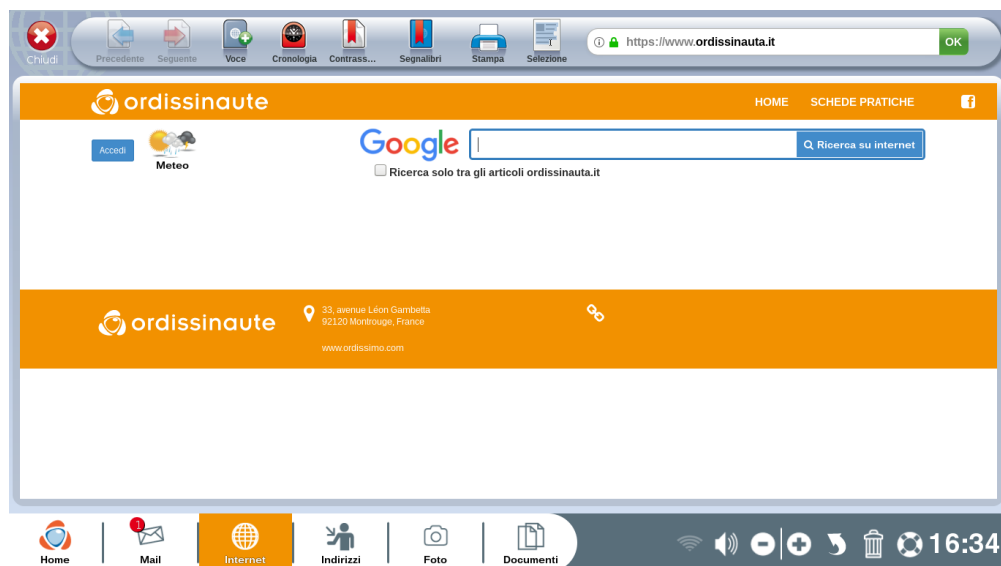 Chiudi
Precedente Seguente Voce Cronologia Contrass... Segnalibri Stampa Selezione
https://www.ordissinauta.it OK
ordissinaute HOME SCHEDE PRATICHE
Accedi
Meteo
Google
Ricerca su internet
Ricerca solo tra gli articoli ordissinauta.it
ordissinaute
33, avenue Léon Gambetta
92120 Montrouge, France
www.ordissimo.com
1
Home Mail Internet Indirizzi Foto Documenti
16:34